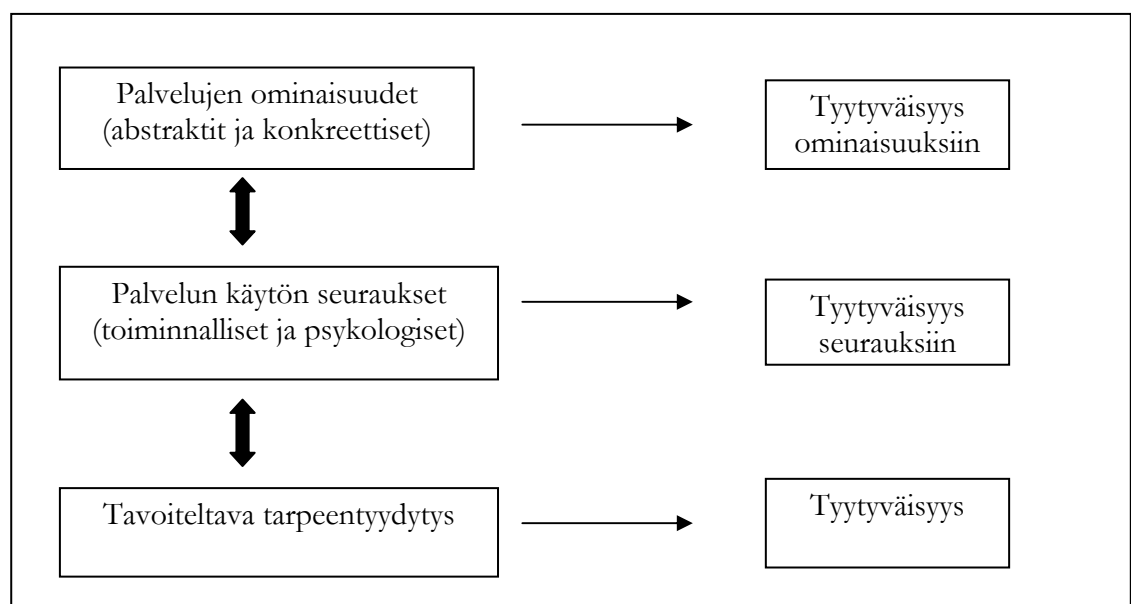 Palvelujen ominaisuudet
(abstraktit ja konkreettiset)
Tyytyväisyys
ominaisuuksiin
Palvelun käytön seuraukset
(toiminnalliset ja psykologiset)
Tyytyväisyys
seurauksiin
Tavoiteltava tarpeentyydytys
Tyytyväisyys